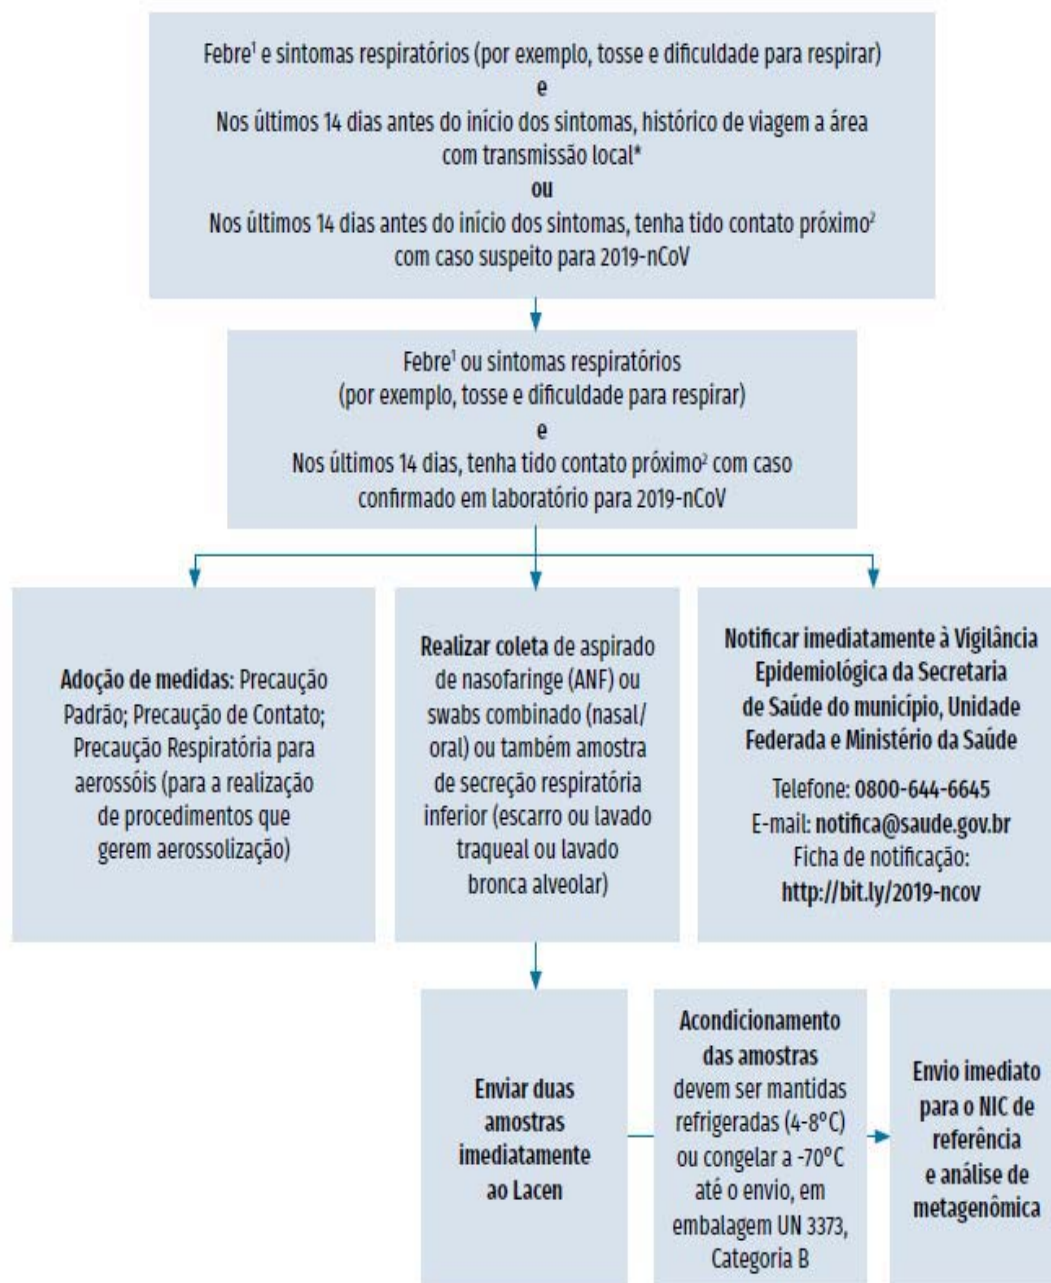 Febre¹ e sintomas respiratórios (por exemplo, tosse e dificuldade para respirar)
e
Nos últimos 14 dias antes do início dos sintomas, histórico de viagem a área
com transmissão local*
ou
Nos últimos 14 dias antes do início dos sintomas, tenha tido contato próximo²
com caso suspeito para 2019-nCoV
Febre¹ ou sintomas respiratórios
(por exemplo, tosse e dificuldade para respirar)
e
Nos últimos 14 dias, tenha tido contato próximo² com caso
confirmado em laboratório para 2019-nCoV
Adoção de medidas: Precaução
Padrão; Precaução de Contato;
Precaução Respiratória para
aerossóis (para a realização
de procedimentos que
gerem aerossolização)
Realizar coleta de aspirado
de nasofaringe (ANF) ou
swabs combinado (nasal/
oral) ou também amostra
de secreção respiratória
inferior (escarro ou lavado
traqueal ou lavado
bronca alveolar)
Notificar imediatamente à Vigilância
Epidemiológica da Secretaria
de Saúde do município, Unidade
Federada e Ministério da Saúde
Telefone: 0800-644-6645
E-mail: notifica@saude.gov.br
Ficha de notificação:
http://bit.ly/2019-ncov
Enviar duas
amostras
imediatamente
ao Lacen
Acondicionamento
das amostras
devem ser mantidas
refrigeradas (4-8°C)
ou congelar a -70°C
até o envio, em
embalagem UN 3373,
Categoria B
Envio imediato
para o NIC de
referência
e análise de
metagenômica